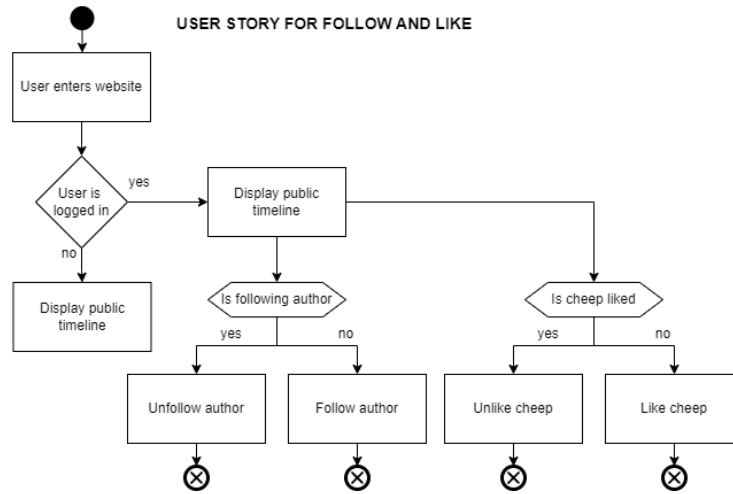 USER STORY FOR FOLLOW AND LIKE
User enters website
User is
logged in
yes
no
Display public
timeline
Display public
timeline
Is following author
Is cheep liked
yes
no
yes
no
Unfollow author
Follow author
Unlike cheep
Like cheep